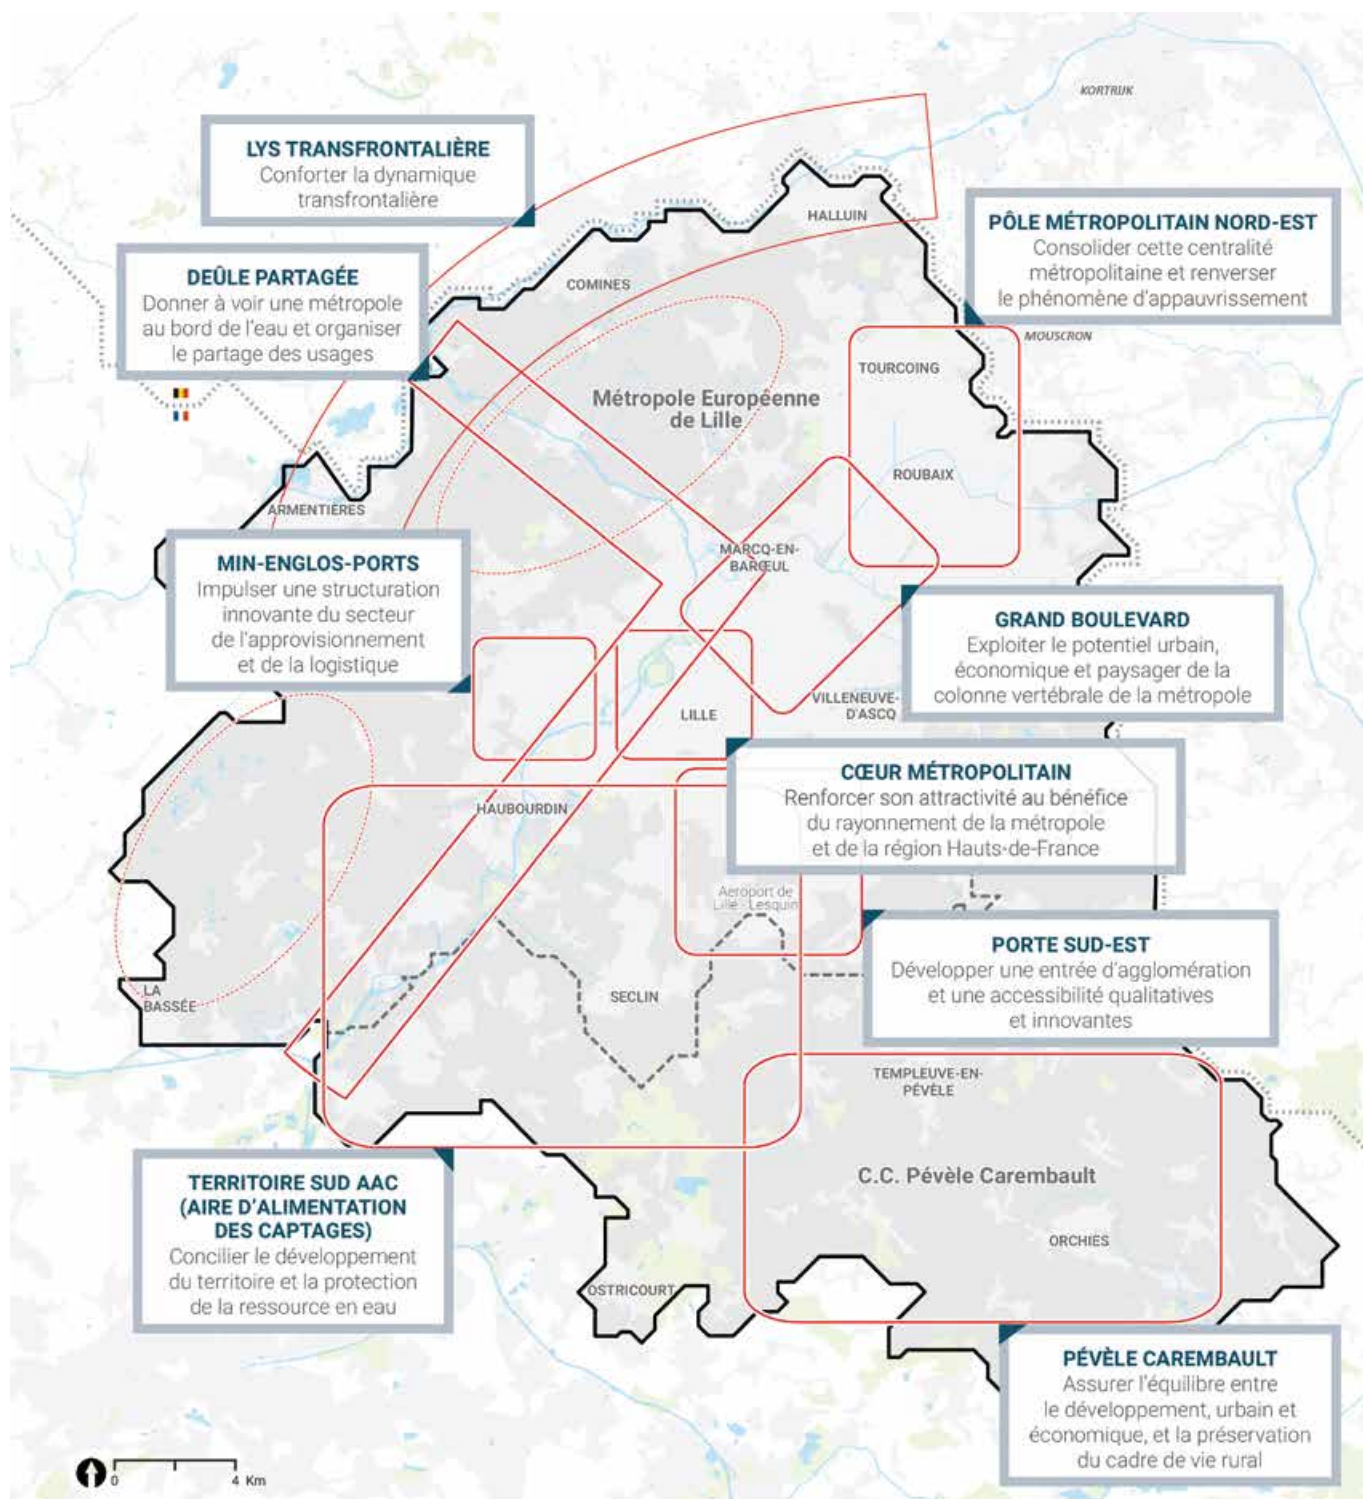 KORTRIJK
LYS TRANSFRONTALIÈRE
Conforter la dynamique
transfrontalière
HALLUIN
PÔLE MÉTROPOLITAIN NORD-EST
Consolider cette centralité
métropolitaine et renverser
le phénomène d'appauvrissement
DEÛLE PARTAGÉE
Donner à voir une métropole
au bord de l'eau et organiser
le partage des usages
COMINES
MOUSCRON
TOURCOING
Métropole Européenne
de Lille
ROUBAIX
ARMENTIÈRES
MARCQ-EN-
BARŒUL
MIN-ENGLOS-PORTS
Impulser une structuration
innovante du secteur
de l'approvisionnement
et de la logistique
GRAND BOULEVARD
Exploiter le potentiel urbain,
économique et paysager de la
colonne vertébrale de la métropole
VILLENEUVE-
D'ASCQ
LILLE
CŒUR MÉTROPOLITAIN
Renforcer son attractivité au bénéfice
du rayonnement de la métropole
et de la région Hauts-de-France
HAUBOURDIN
Aéroport de
Lille - Lesquin
PORTE SUD-EST
Développer une entrée d'agglomération
et une accessibilité qualitatives
et innovantes
LA
BASSÉE
SECLIN
TEMPLEUVE-EN-
PÉVÈLE
C.C. Pévèle Carembault
TERRITOIRE SUD AAC
(AIRE D'ALIMENTATION
DES CAPTAGES)
Concilier le développement
du territoire et la protection
de la ressource en eau
ORCHIES
OSTRICOURT
PÉVÈLE CAREMBAULT
Assurer l'équilibre entre
le développement, urbain et
économique, et la préservation
du cadre de vie rural
0 4 Km